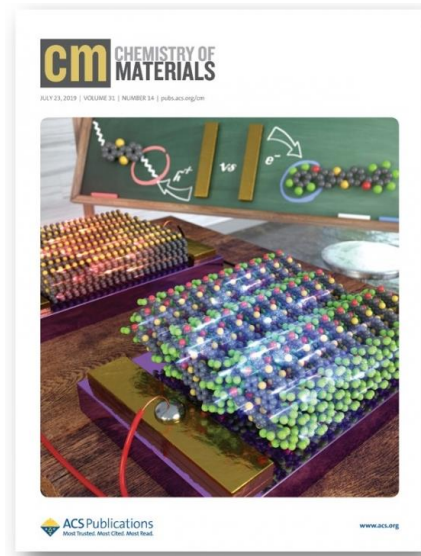 cm CHEMISTRY OF
MATERIALS
JULY 23, 2019 | VOLUME 31 | NUMBER 14 | pubs.acs.org/cm
h+ vs e-
ACS Publications
Most Trusted. Most Cited. Most Read.
www.acs.org